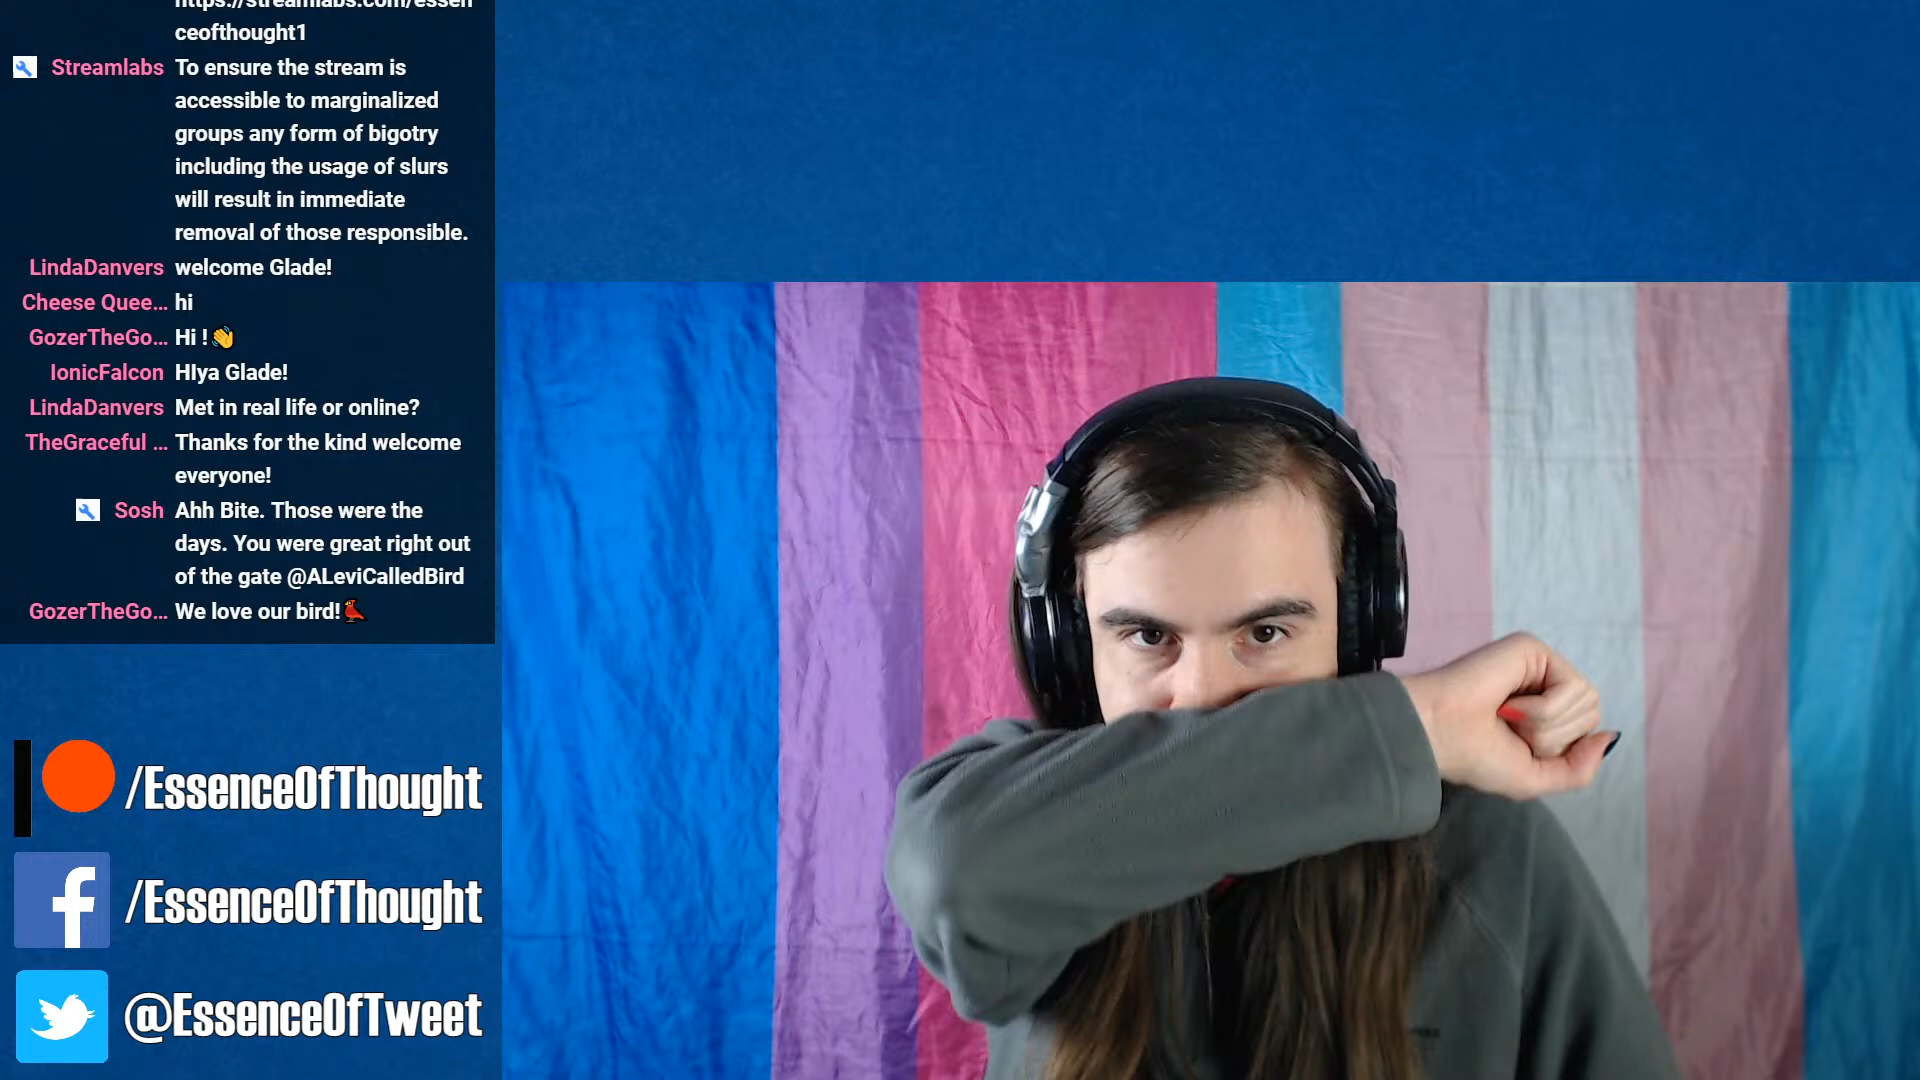 https://streamlabs.com/essen
ceofthought1
Streamlabs To ensure the stream is
accessible to marginalized
groups any form of bigotry
including the usage of slurs
will result in immediate
removal of those responsible.
LindaDanvers welcome Glade!
Cheese Quee… hi
GozerTheGo… Hi !👋
IonicFalcon HIya Glade!
LindaDanvers Met in real life or online?
TheGraceful … Thanks for the kind welcome
everyone!
Sosh Ahh Bite. Those were the
days. You were great right out
of the gate @ALeviCalledBird
GozerTheGo… We love our bird!
/EssenceOfThought
/EssenceOfThought
@EssenceOfTweet